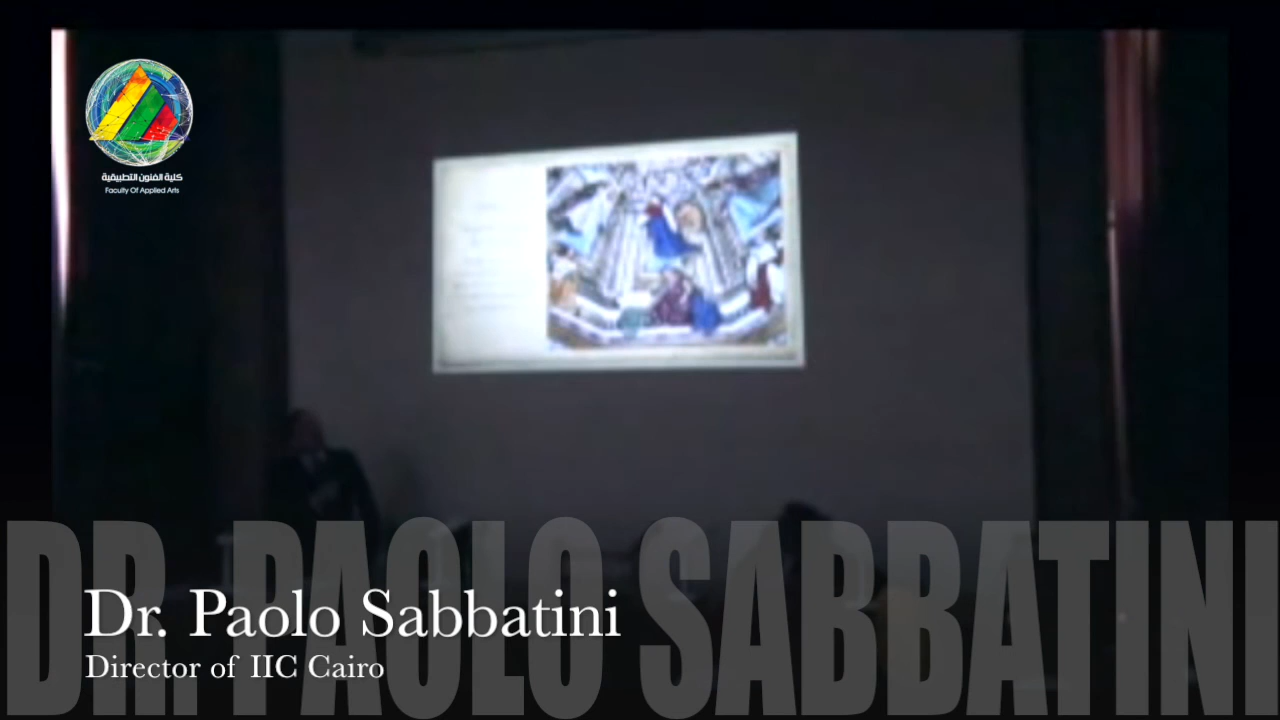 كلية الفنون التطبيقية
Faculty Of Applied Arts
DR. PAOLO SABBATINI
Dr. Paolo Sabbatini
Director of IIC Cairo